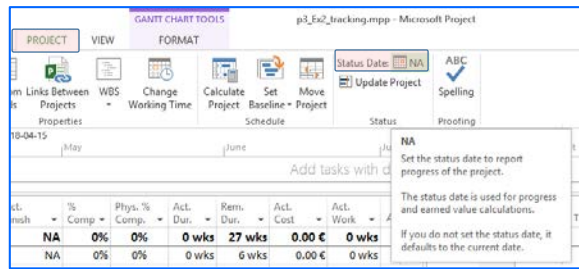 GANTT CHART TOOLS p3_Ex2_tracking.mpp - Microsoft Project
PROJECT VIEW FORMAT
Status Date: NA
Update Project
ABC
Spelling
Links Between Projects
WBS
Change Working Time
Calculate Project
Set Baseline
Move Project
Properties Schedule Status Proofing
18-04-15
May June
Add tasks with d
NA
Set the status date to report
progress of the project.
The status date is used for progress
and earned value calculations.
If you do not set the status date, it
defaults to the current date.
% Comp
Phys. % Comp.
Act. Dur.
Rem. Dur.
Act. Cost
Act. Work
NA 0% 0% 0 wks 27 wks 0.00 € 0 wks
NA 0% 0% 0 wks 6 wks 0.00 € 0 wks